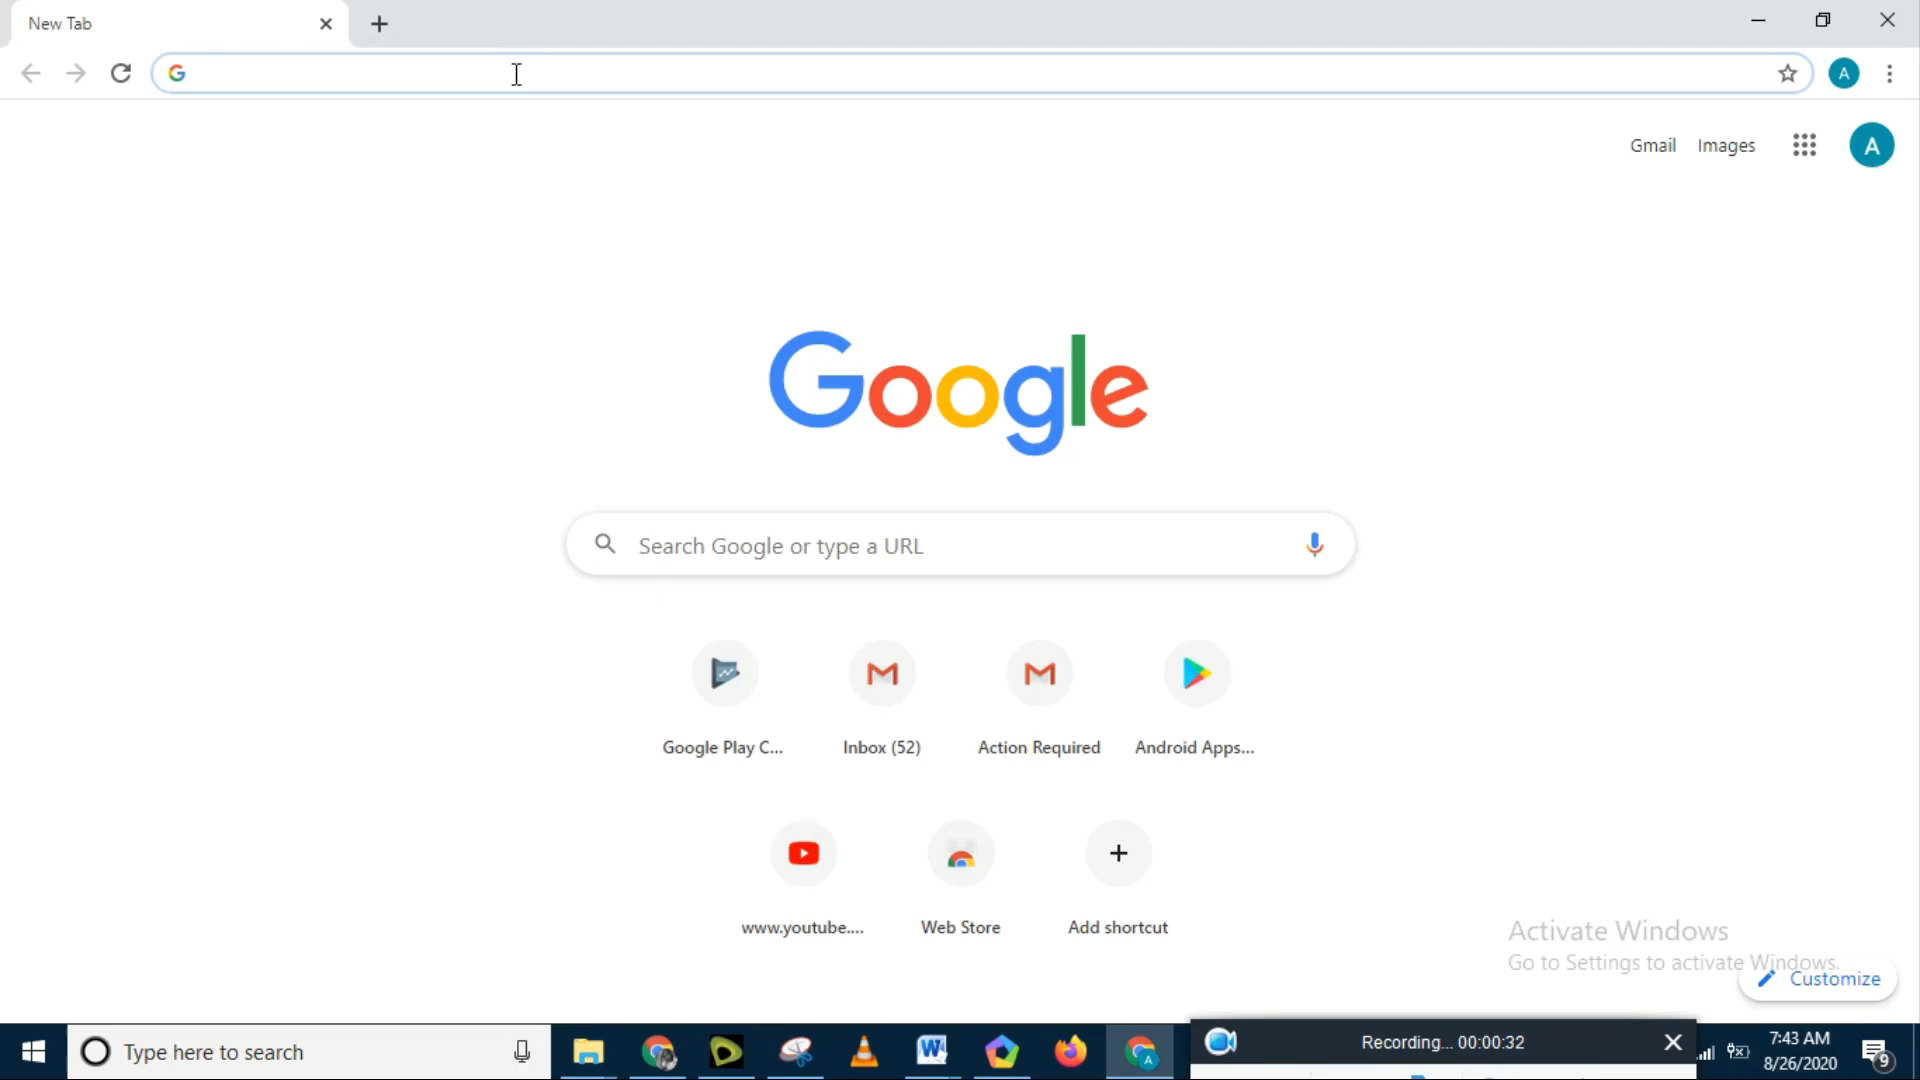 New Tab
Gmail Images
A
A
Google
Search Google or type a URL
Google Play C... Inbox (52) Action Required Android Apps...
www.youtube.... Web Store Add shortcut
Activate Windows
Go to Settings to activate Windows.
Customize
Type here to search
Recording... 00:00:32
7:43 AM
8/26/2020
9